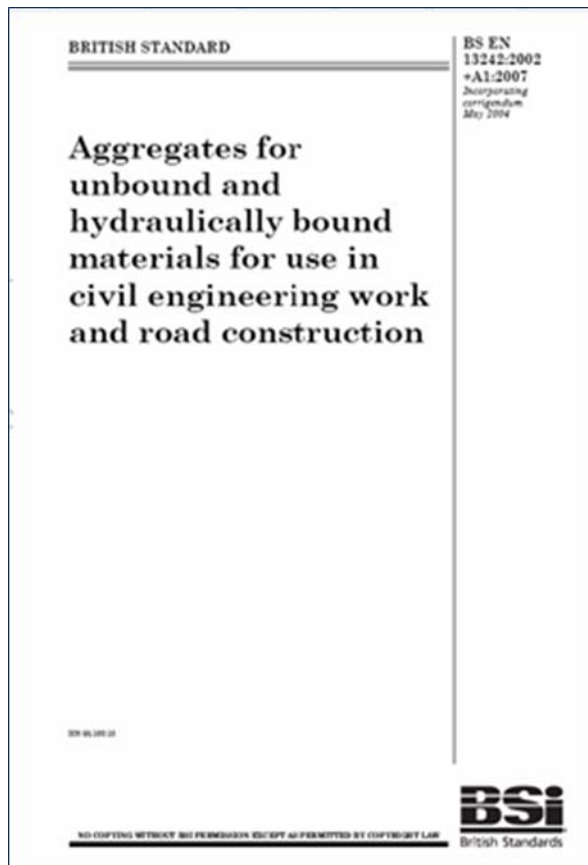 BRITISH STANDARD
BS EN
13242:2002
+A1:2007
Incorporating
corrigendum
May 2004
Aggregates for
unbound and
hydraulically bound
materials for use in
civil engineering work
and road construction
NO COPYING WITHOUT BSI PERMISSION EXCEPT AS PERMITTED BY COPYRIGHT LAW
BSi
British Standards